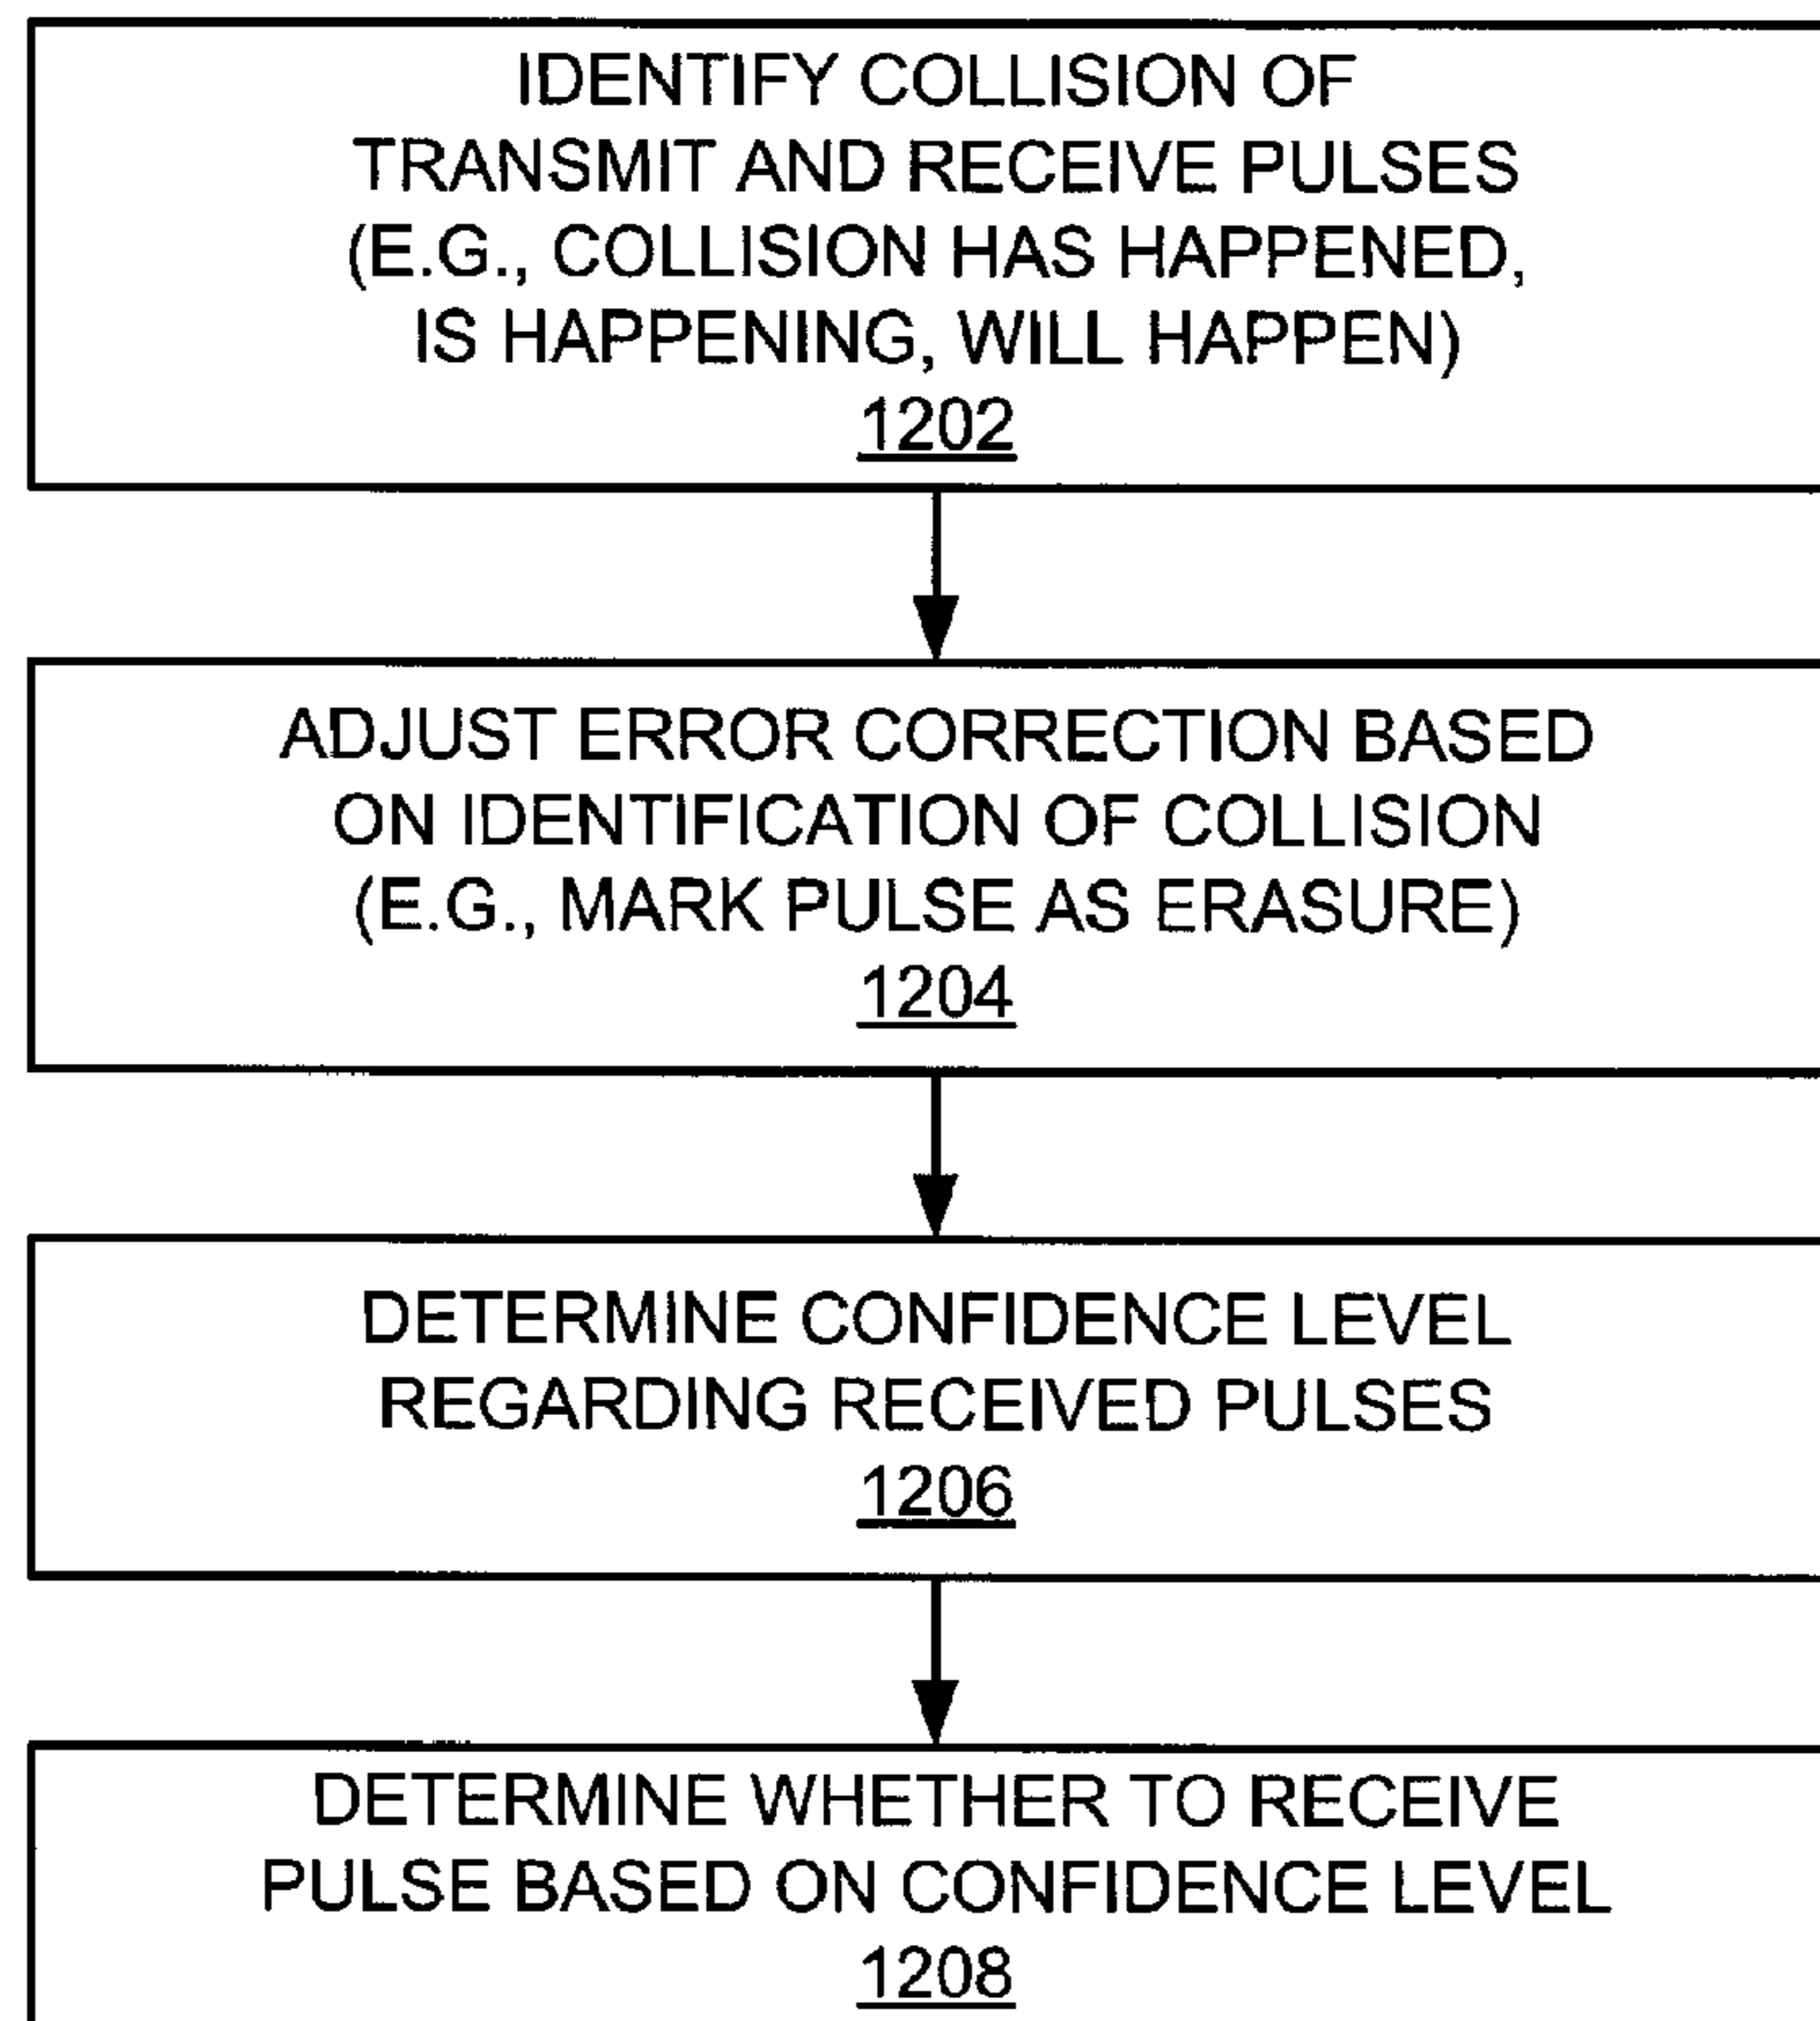 IDENTIFY COLLISION OF
TRANSMIT AND RECEIVE PULSES
(E.G., COLLISION HAS HAPPENED,
IS HAPPENING, WILL HAPPEN)
1202
ADJUST ERROR CORRECTION BASED
ON IDENTIFICATION OF COLLISION
(E.G., MARK PULSE AS ERASURE)
1204
DETERMINE CONFIDENCE LEVEL
REGARDING RECEIVED PULSES
1206
DETERMINE WHETHER TO RECEIVE
PULSE BASED ON CONFIDENCE LEVEL
1208